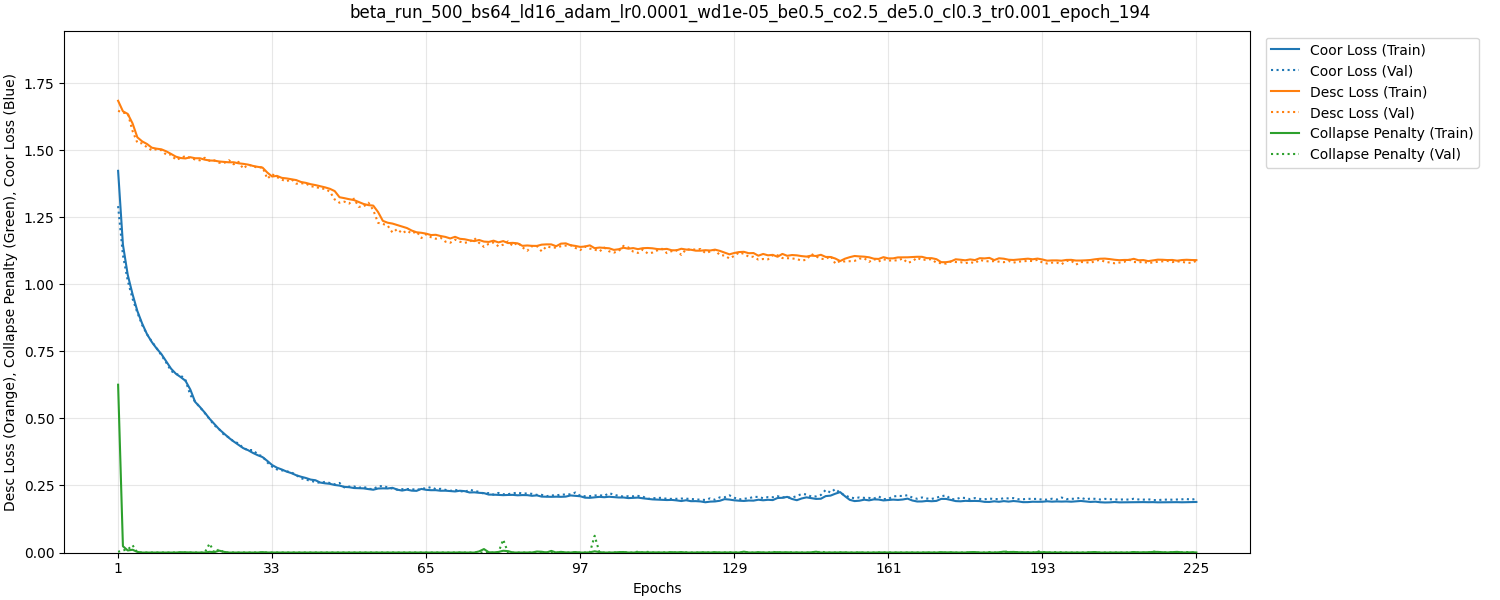 beta_run_500_bs64_ld16_adam_lr0.0001_wd1e-05_be0.5_co2.5_de5.0_cl0.3_tr0.001_epoch_194
Desc Loss (Orange), Collapse Penalty (Green), Coor Loss (Blue)
1.75
1.50
1.25
1.00
0.75
0.50
0.25
0.00
1 33 65 97 129 161 193 225
Epochs
Coor Loss (Train)
Coor Loss (Val)
Desc Loss (Train)
Desc Loss (Val)
Collapse Penalty (Train)
Collapse Penalty (Val)